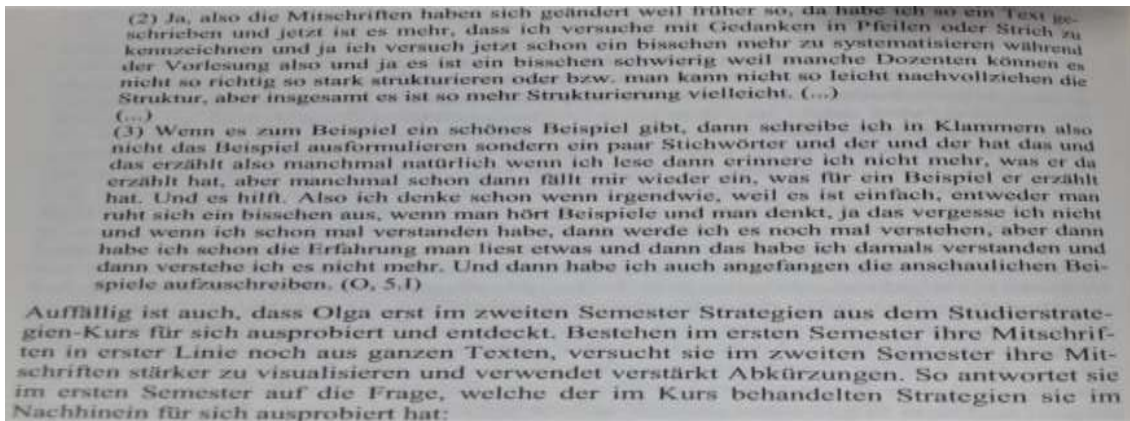 (2) Ja, also die Mitschriften haben sich geändert weil früher so, da habe ich so ein Text ge-
schrieben und jetzt ist es mehr, dass ich versuche mit Gedanken in Pfeilen oder Strich zu
kennzeichnen und ja ich versuch jetzt schon ein bisschen mehr zu systematisieren während
der Vorlesung also und ja es ist ein bisschen schwierig weil manche Dozenten können es
nicht so richtig so stark strukturieren oder bzw. man kann nicht so leicht nachvollziehen die
Struktur, aber insgesamt es ist so mehr Strukturierung vielleicht. (...)
(...)
(3) Wenn es zum Beispiel ein schönes Beispiel gibt, dann schreibe ich in Klammern also
nicht das Beispiel ausformulieren sondern ein paar Stichwörter und der und der hat das und
das erzählt also manchmal natürlich wenn ich lese dann erinnere ich nicht mehr, was er da
erzählt hat, aber manchmal schon dann fällt mir wieder ein, was für ein Beispiel er erzählt
hat. Und es hilft. Also ich denke schon wenn irgendwie, weil es ist einfach, entweder man
ruht sich ein bisschen aus, wenn man hört Beispiele und man denkt, ja das vergesse ich nicht
und wenn ich schon mal verstanden habe, dann werde ich es noch mal verstehen, aber dann
habe ich schon die Erfahrung man liest etwas und dann das habe ich damals verstanden und
dann verstehe ich es nicht mehr. Und dann habe ich auch angefangen die anschaulichen Bei-
spiele aufzuschreiben. (O, 5.I)
Auffällig ist auch, dass Olga erst im zweiten Semester Strategien aus dem Studierstrate-
gien-Kurs für sich ausprobiert und entdeckt. Bestehen im ersten Semester ihre Mitschrif-
ten in erster Linie noch aus ganzen Texten, versucht sie im zweiten Semester ihre Mit-
schriften stärker zu visualisieren und verwendet verstärkt Abkürzungen. So antwortet sie
im ersten Semester auf die Frage, welche der im Kurs behandelten Strategien sie im
Nachhinein für sich ausprobiert hat: